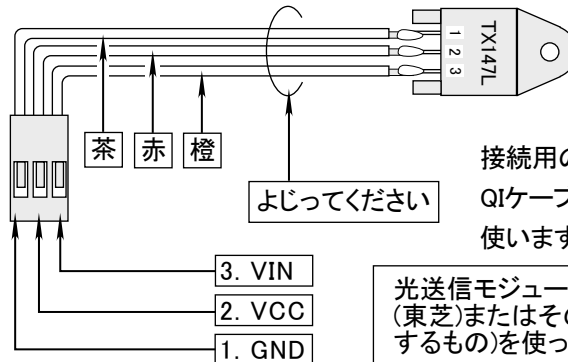 TX147L
1
2
3
茶
赤
橙
よじってください
接続用の
QIケーブ
使います
3. VIN
2. VCC
1. GND
光送信モジュー
(東芝)またはその
するもの)を使っ